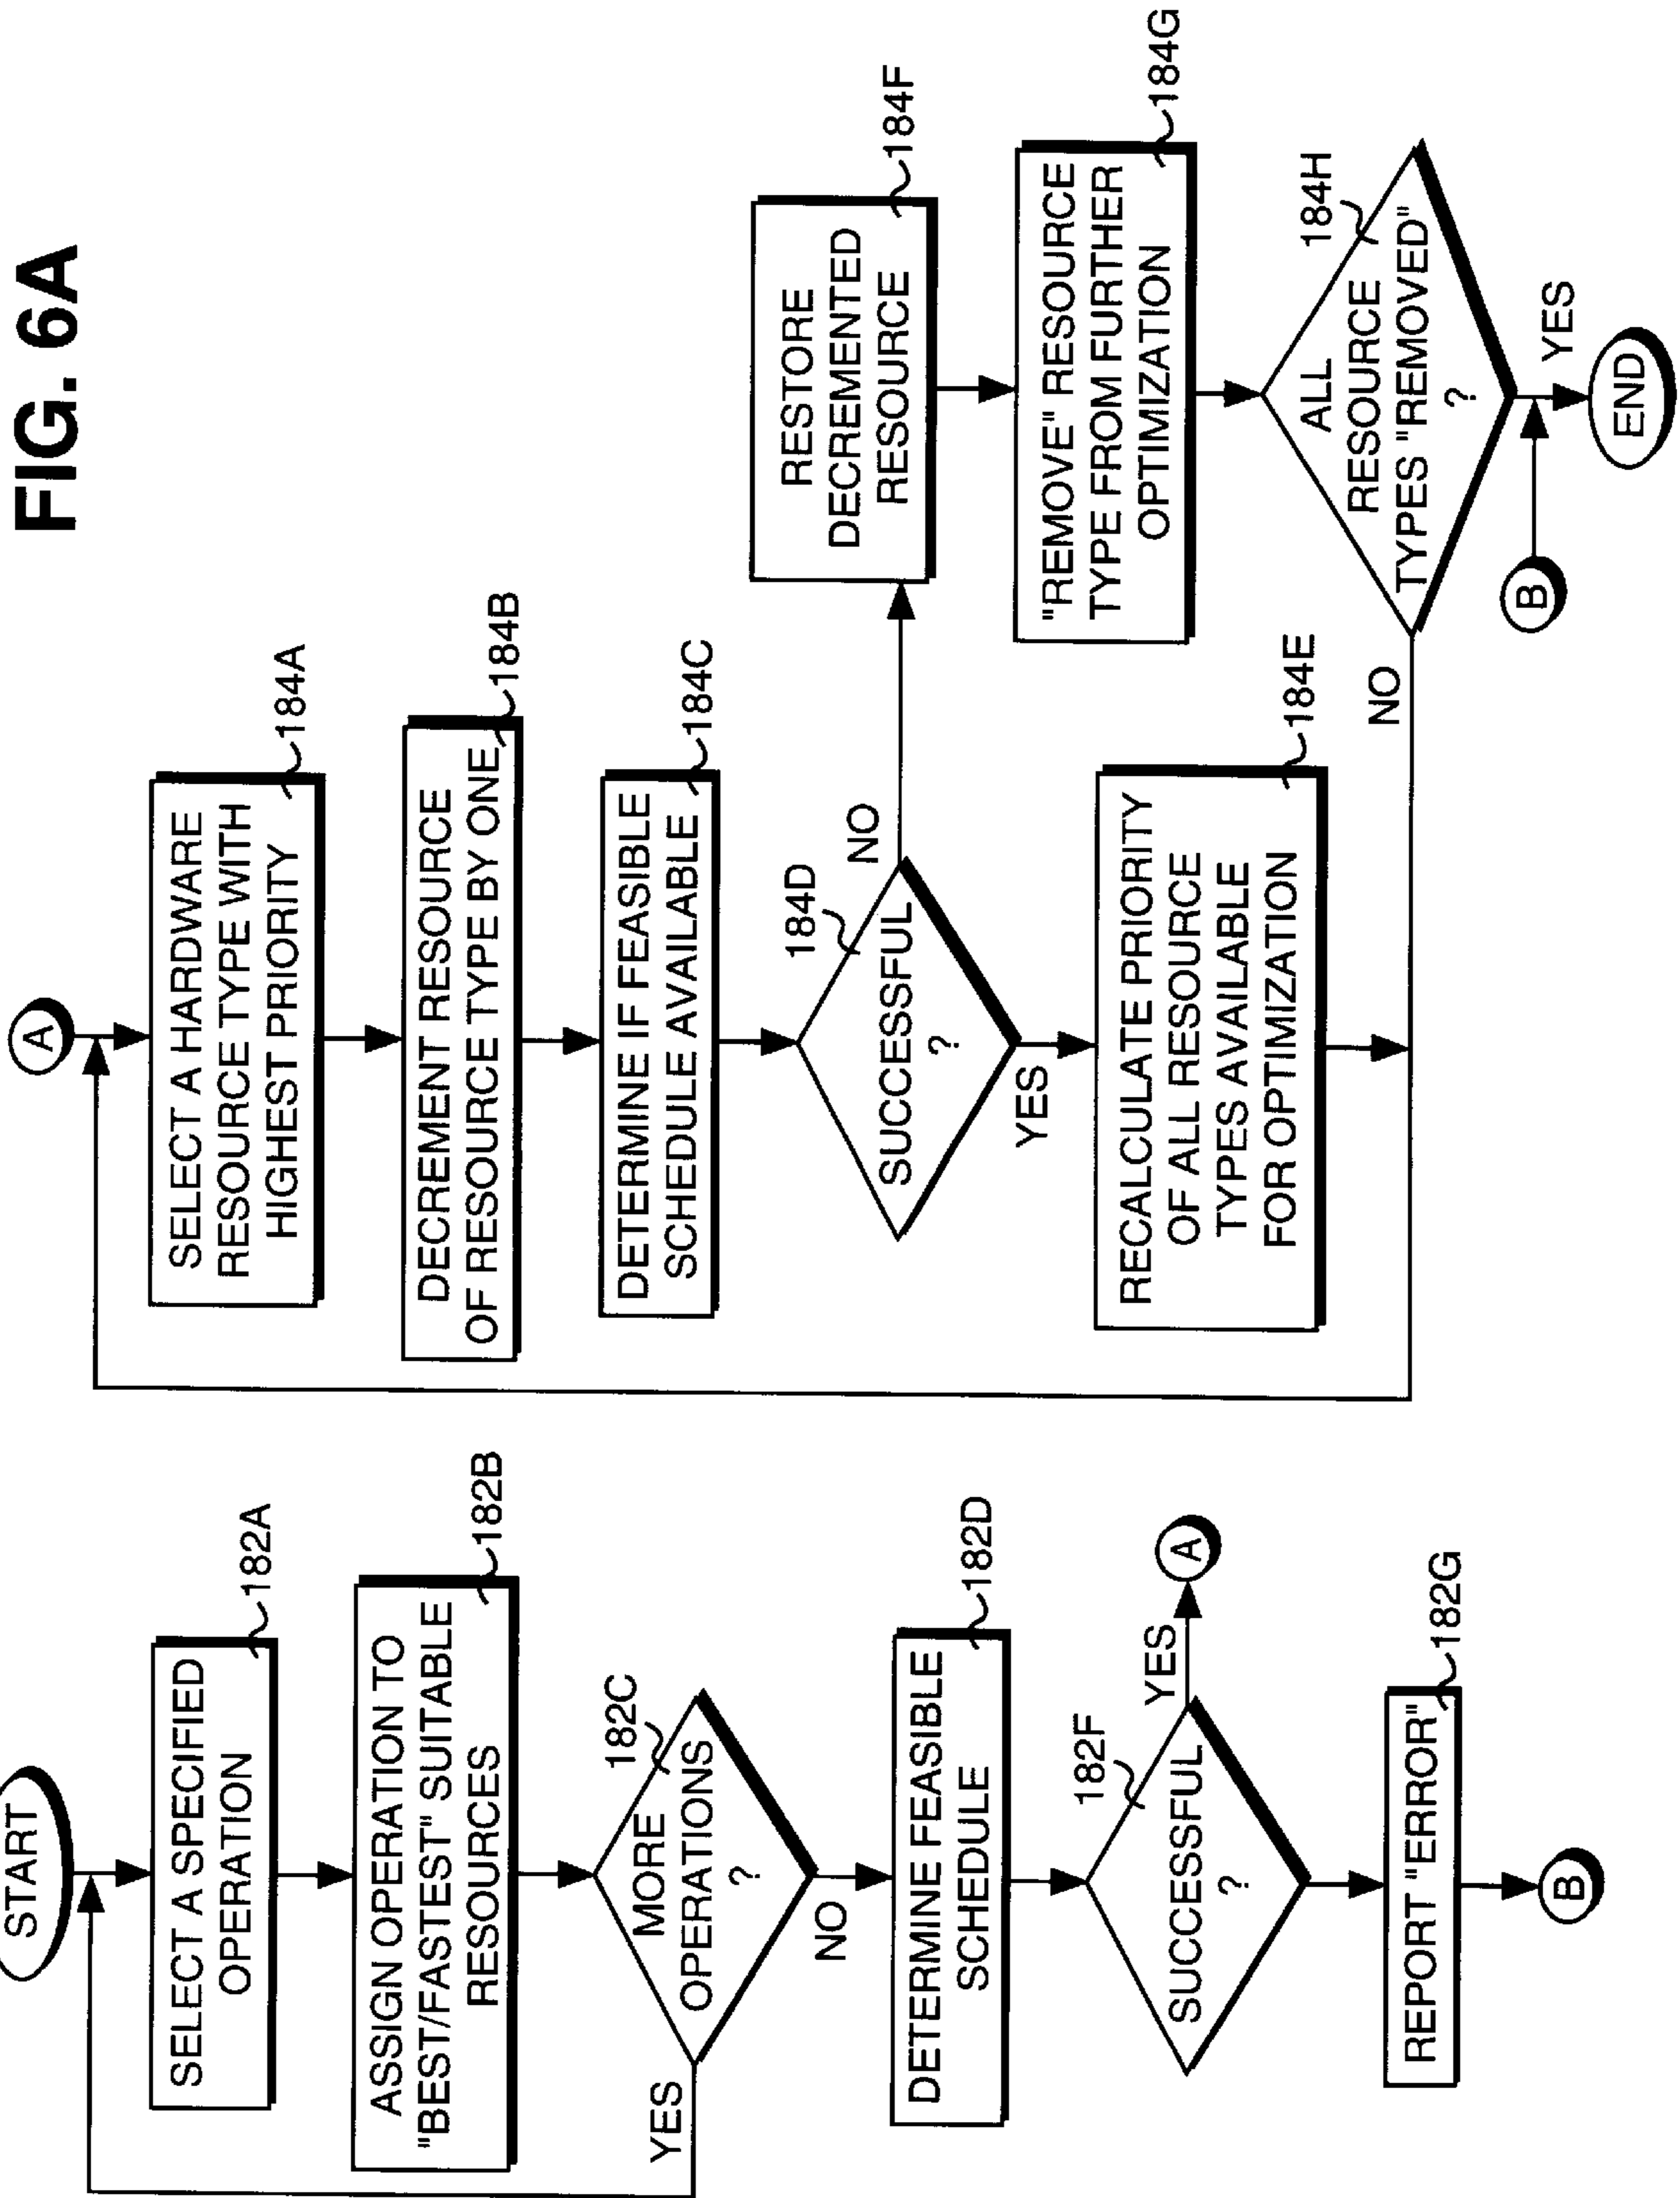 FIG. 6A
START
SELECT A SPECIFIED
OPERATION
182A
ASSIGN OPERATION TO
"BEST/FASTEST" SUITABLE
RESOURCES
182B
MORE
OPERATIONS
?
182C
YES
NO
DETERMINE FEASIBLE
SCHEDULE
182D
SUCCESSFUL
?
182F
YES
A
REPORT "ERROR"
182G
B
A
SELECT A HARDWARE
RESOURCE TYPE WITH
HIGHEST PRIORITY
184A
DECREMENT RESOURCE
OF RESOURCE TYPE BY ONE
184B
DETERMINE IF FEASIBLE
SCHEDULE AVAILABLE
184C
SUCCESSFUL
?
184D
NO
YES
RECALCULATE PRIORITY
OF ALL RESOURCE
TYPES AVAILABLE
FOR OPTIMIZATION
184E
RESTORE
DECREMENTED
RESOURCE
184F
"REMOVE" RESOURCE
TYPE FROM FURTHER
OPTIMIZATION
184G
ALL
RESOURCE
TYPES "REMOVED"
?
184H
NO
YES
B
END